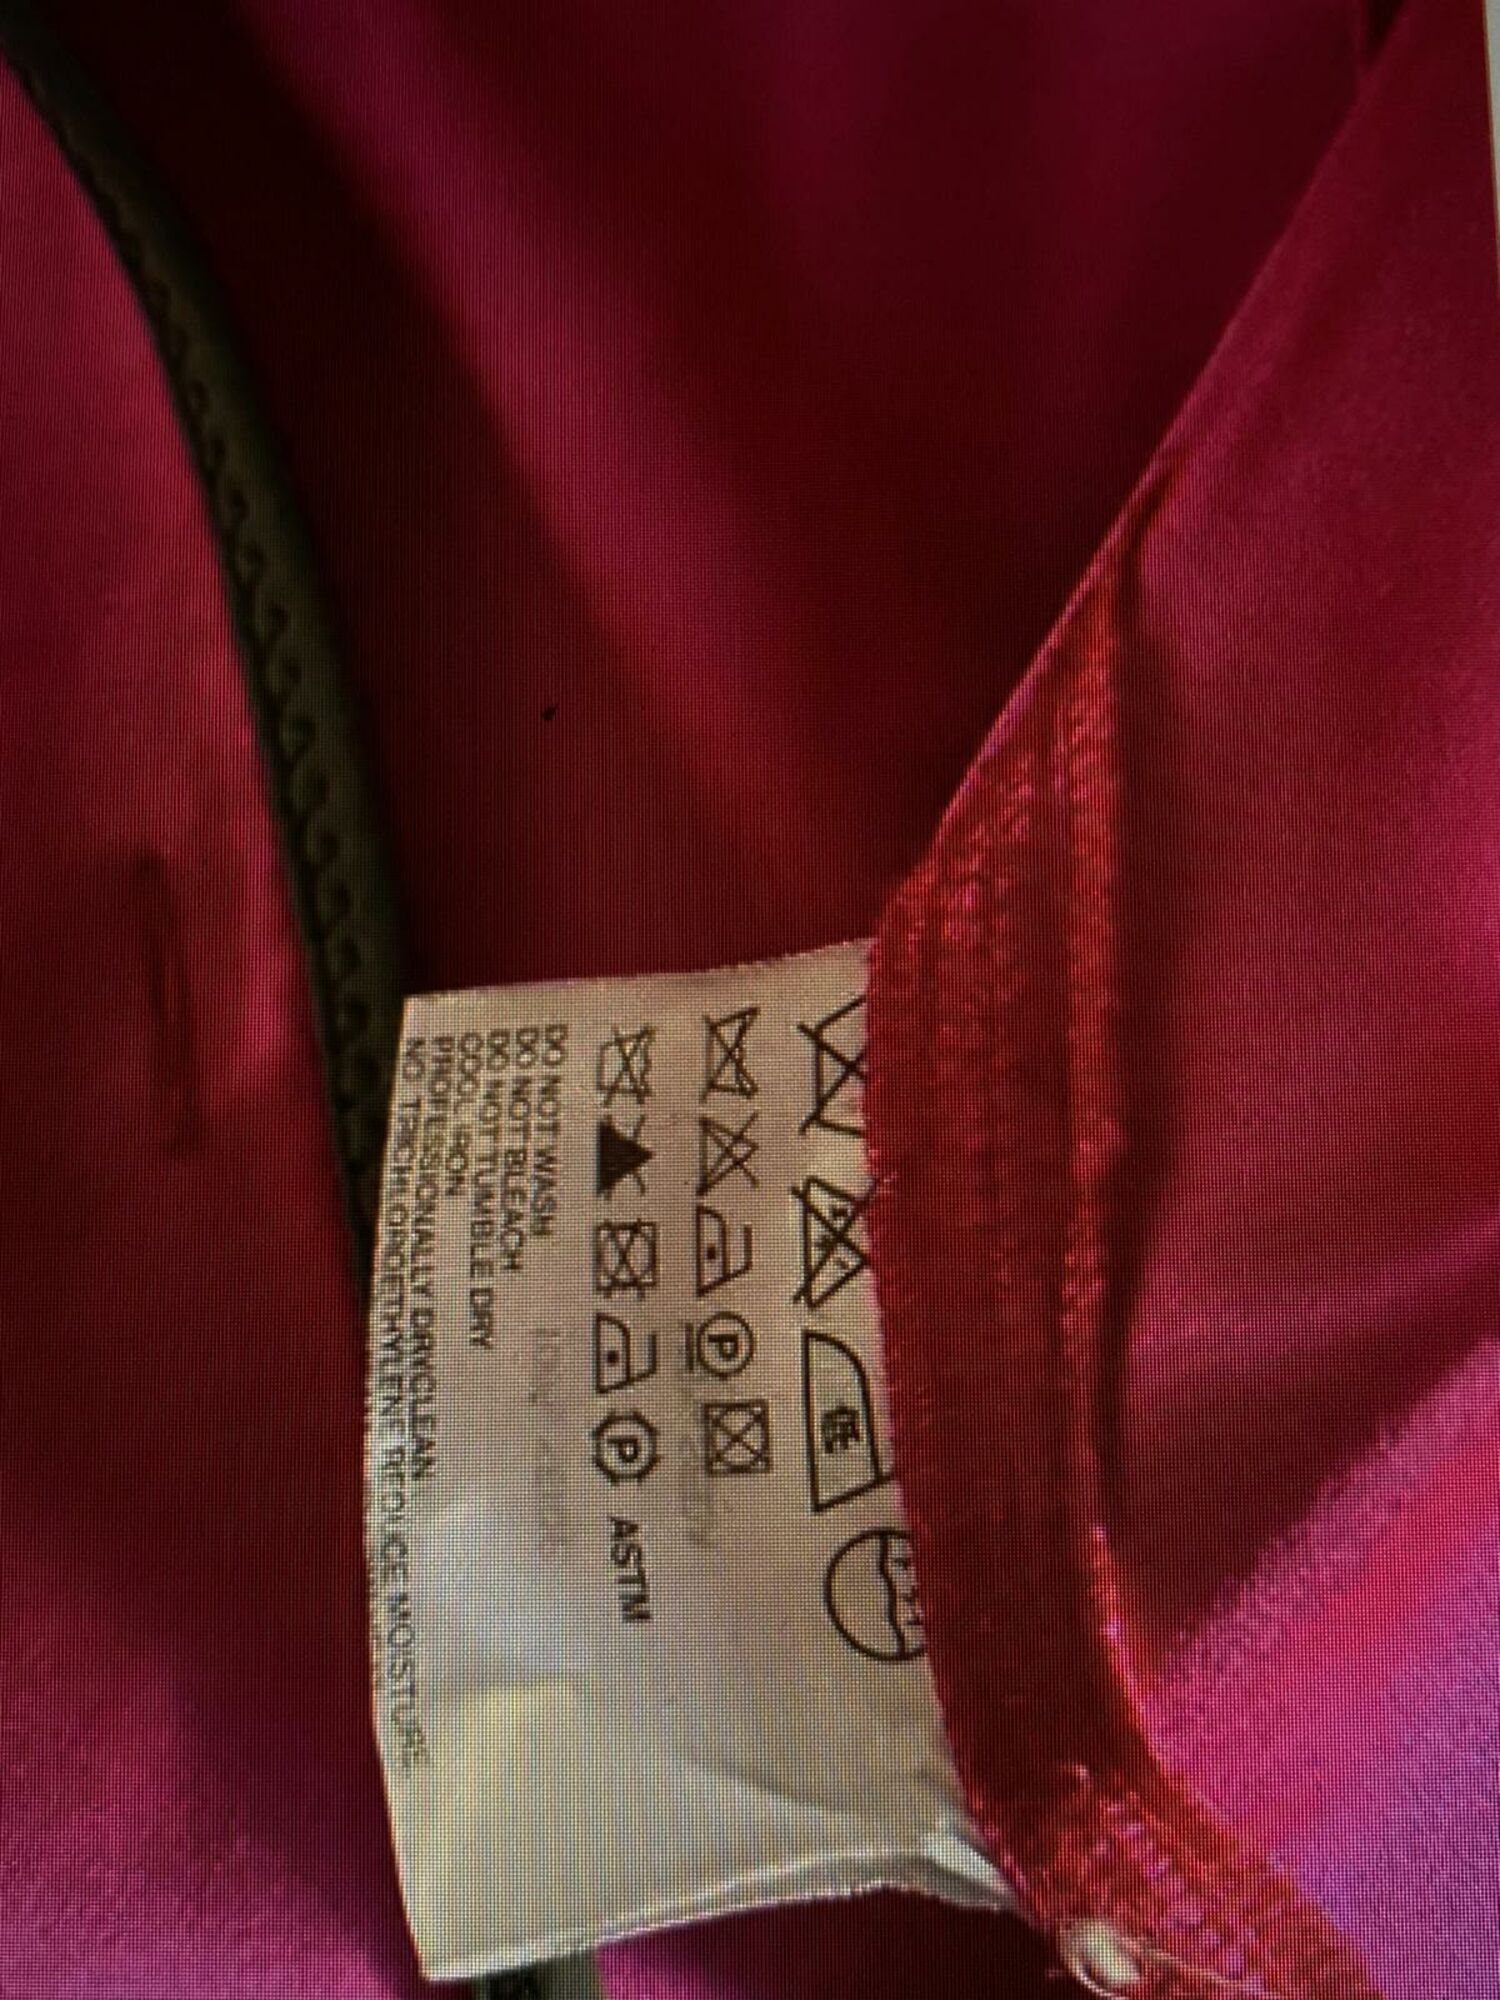 低
P
P ASTM
DO NOT WASH
DO NOT BLEACH
DO NOT TUMBLE DRY
COOL IRON
PROFESSIONALLY DRYCLEAN
NO TRICHLOROETHYLENE REDUCE MOISTURE